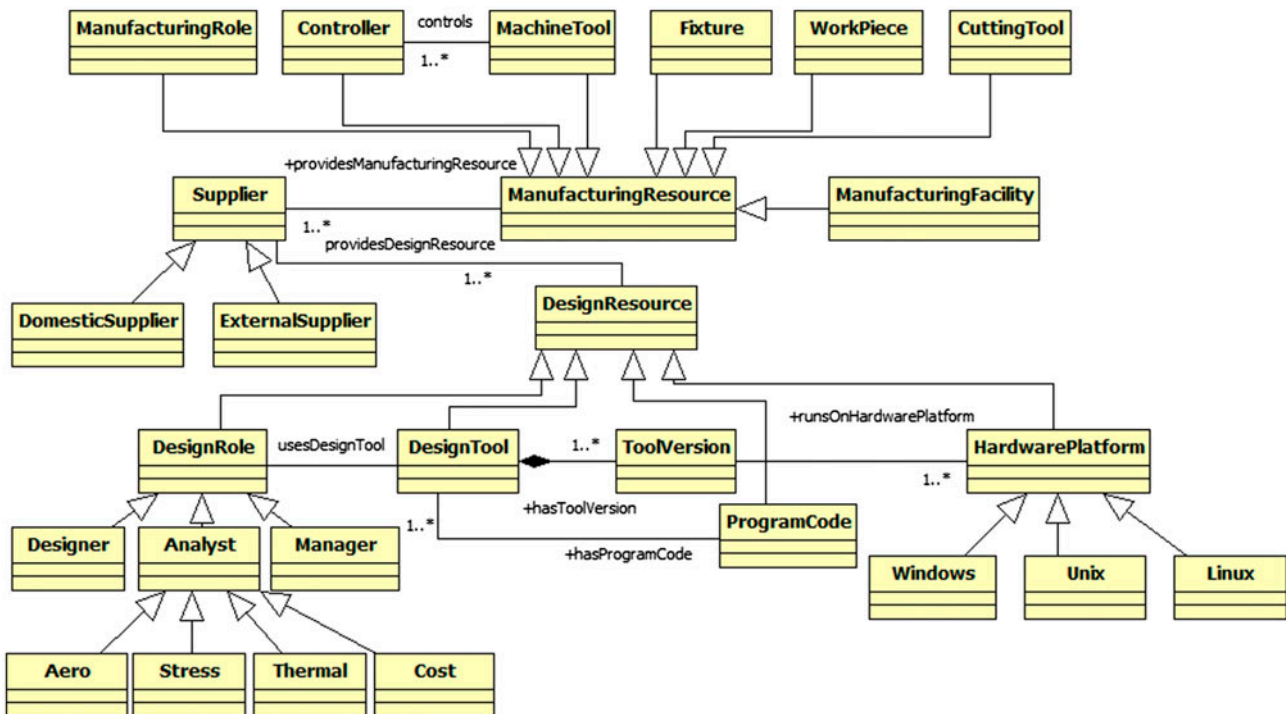 ManufacturingRole
Controller
controls
1..*
MachineTool
Fixture
WorkPiece
CuttingTool
+providesManufacturingResource
Supplier
1..*
ManufacturingResource
ManufacturingFacility
providesDesignResource
1..*
DomesticSupplier
ExternalSupplier
DesignResource
+runsOnHardwarePlatform
DesignRole
usesDesignTool
DesignTool
1..*
ToolVersion
1..*
HardwarePlatform
+hasToolVersion
1..*
ProgramCode
+hasProgramCode
Designer
Analyst
Manager
Windows
Unix
Linux
Aero
Stress
Thermal
Cost